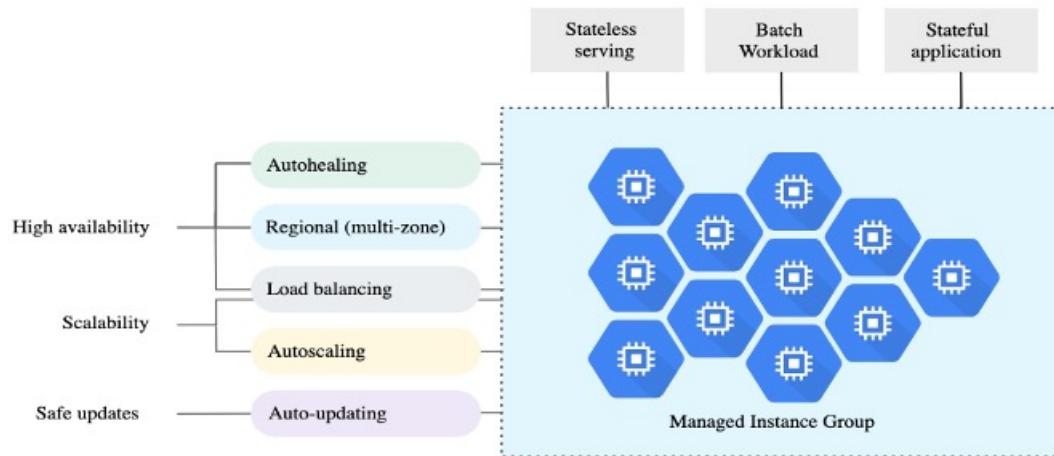 Stateless
serving
Batch
Workload
Stateful
application
High availability
Autohealing
Regional (multi-zone)
Load balancing
Scalability
Autoscaling
Safe updates
Auto-updating
Managed Instance Group